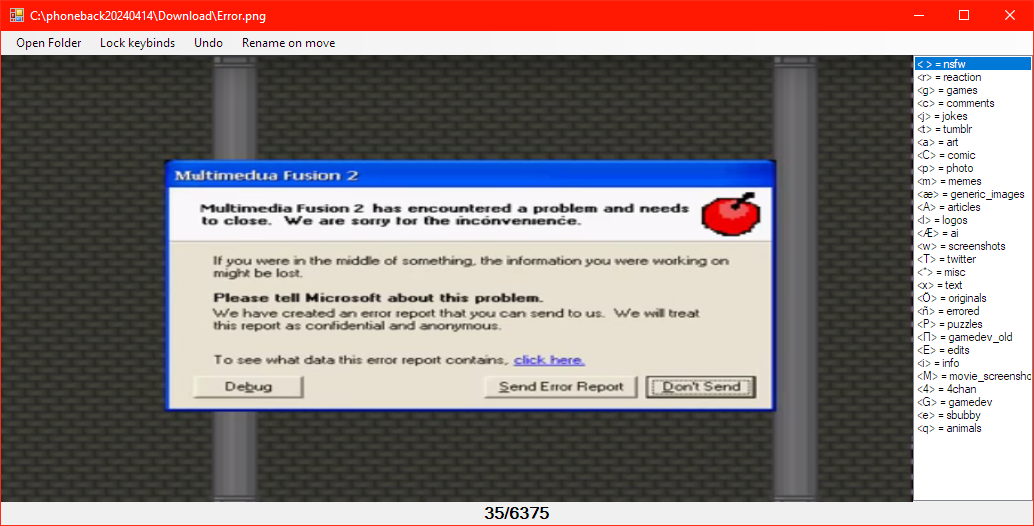 C:\phoneback20240414\Download\Error.png
Open Folder Lock keybinds Undo Rename on move
Multimedua Fusion 2
Multimedia Fusion 2 has encountered a problem and needs
to close. We are sorry for the inconvenience.
If you were in the middle of something, the information you were working on
might be lost.
Please tell Microsoft about this problem.
We have created an error report that you can send to us. We will treat
this report as confidential and anonymous.
To see what data this error report contains, click here.
Debug Send Error Report Don't Send
< > = nsfw
<r> = reaction
<g> = games
<c> = comments
<j> = jokes
<t> = tumblr
<a> = art
<C> = comic
<p> = photo
<m> = memes
<æ> = generic_images
<A> = articles
<l> = logos
<Æ> = ai
<w> = screenshots
<T> = twitter
<*> = misc
<x> = text
<Ö> = originals
<ñ> = errored
<P> = puzzles
<П> = gamedev_old
<E> = edits
<i> = info
<M> = movie_screensho
<4> = 4chan
<G> = gamedev
<e> = sbubby
<q> = animals
35/6375